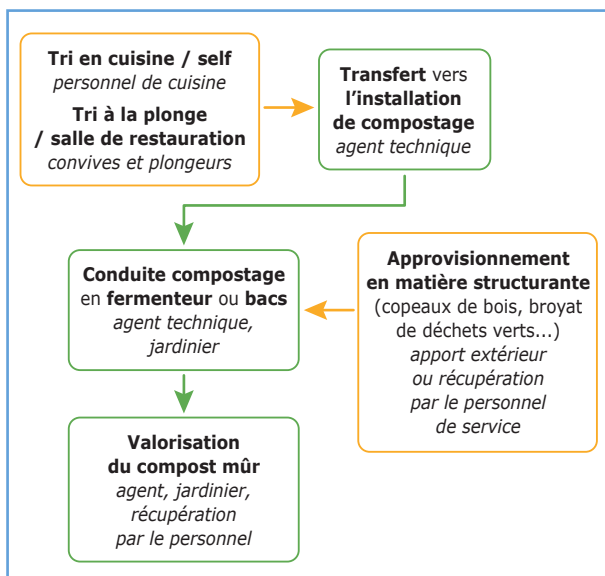 Tri en cuisine / self
personnel de cuisine
Tri à la plonge
/ salle de restauration
convives et plongeurs
Transfert vers
l'installation
de compostage
agent technique
Conduite compostage
en fermenteur ou bacs
agent technique,
jardinier
Approvisionnement
en matière structurante
(copeaux de bois, broyat
de déchets verts...)
apport extérieur
ou récupération
par le personnel
de service
Valorisation
du compost mûr
agent, jardinier,
récupération
par le personnel